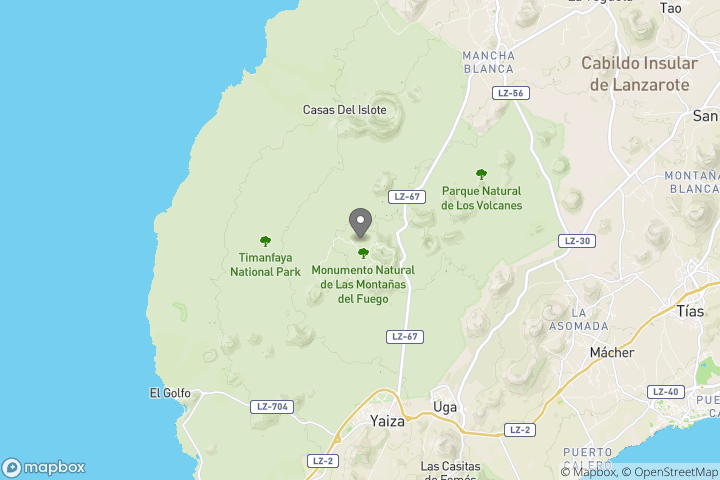 La Vegueta
Tao
MANCHA
BLANCA
Cabildo Insular
de Lanzarote
LZ-56
Casas Del Islote
San
MONTAÑA
BLANCA
Parque Natural
de Los Volcanes
LZ-67
Timanfaya
National Park
LZ-30
Monumento Natural
de Las Montañas
del Fuego
LA
ASOMADA
Tías
LZ-67
Mácher
El Golfo
LZ-704
Uga
LZ-40
Yaiza
LZ-2
LZ-2
PUERTO
CALERO
Las Casitas
de Femés
mapbox
© Mapbox, © OpenStreetMap